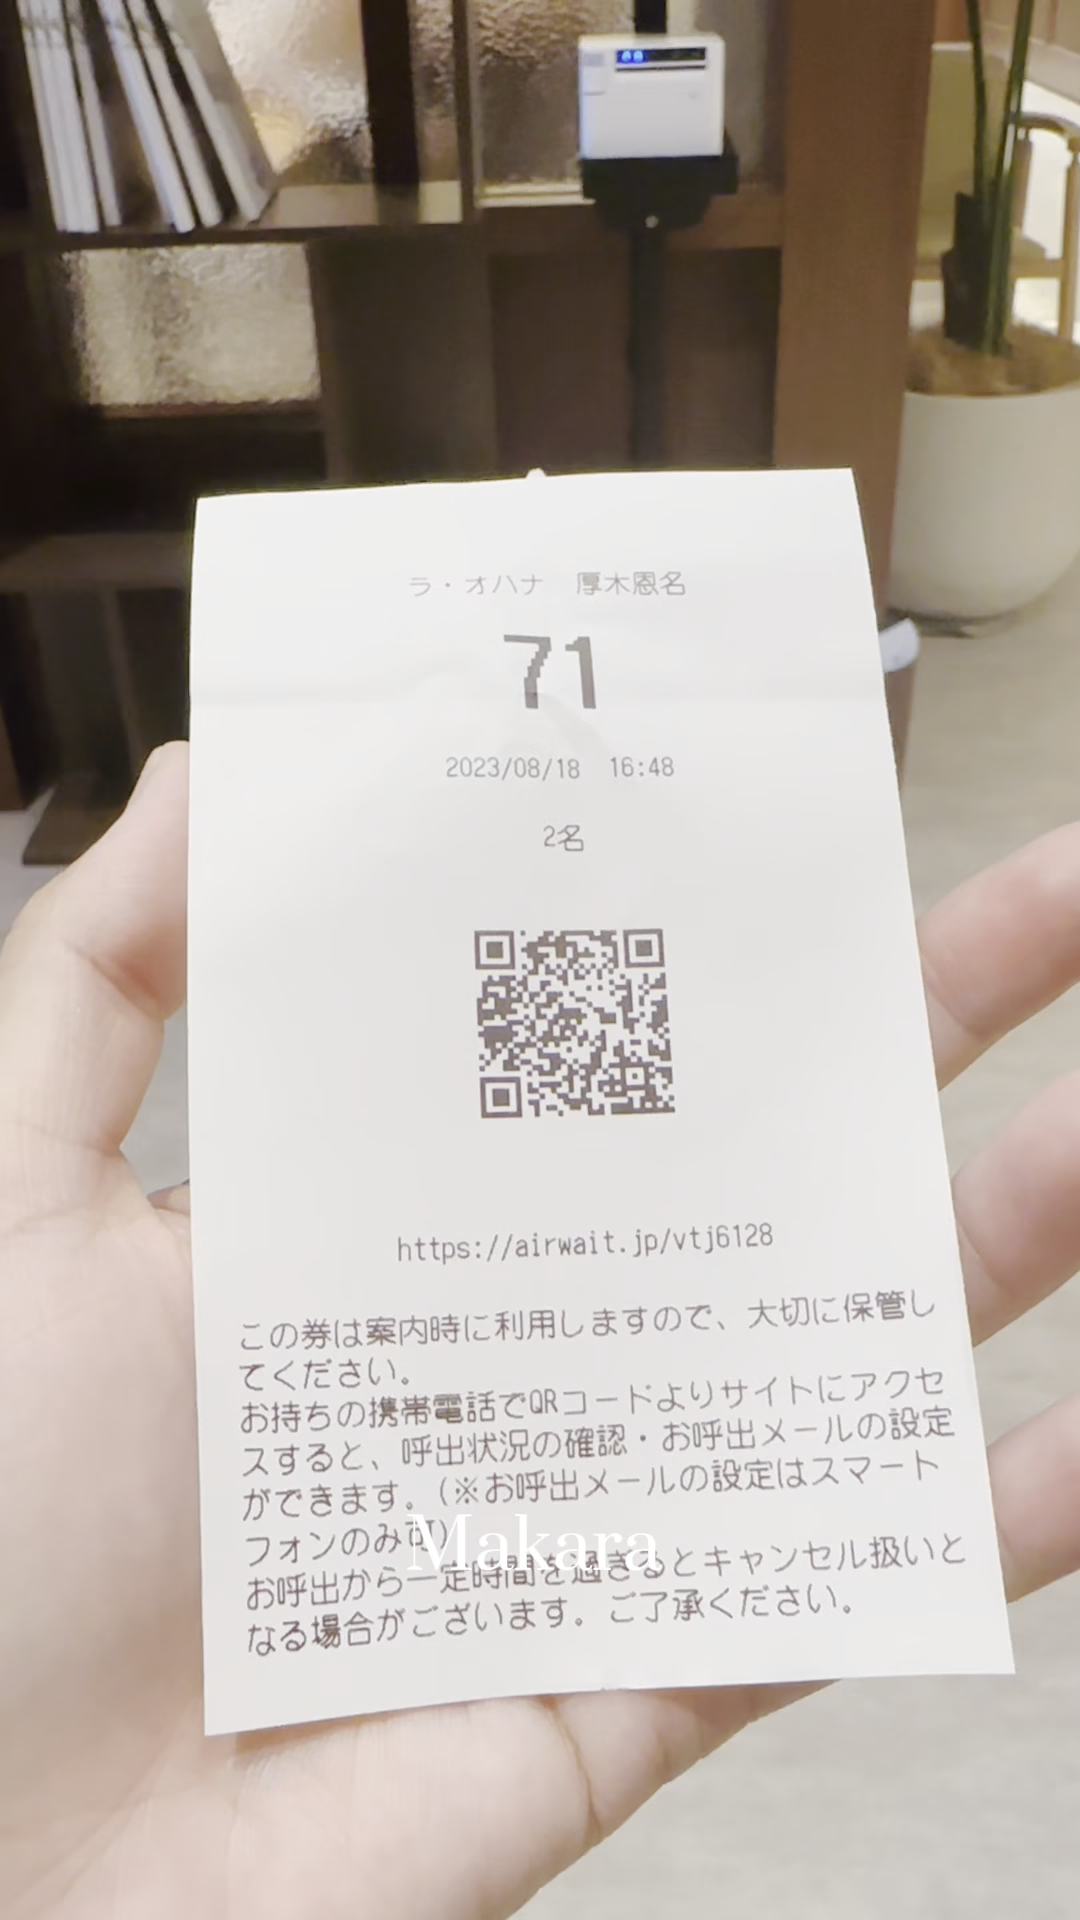 ラ・オハナ 厚木恩名
71
2023/08/18 16:48
2名
https://airwait.jp/vtj6128
この券は案内時に利用しますので、大切に保管し
てください。
お持ちの携帯電話でQRコードよりサイトにアクセ
スすると、呼出状況の確認・お呼出メールの設定
ができます。(※お呼出メールの設定はスマート
フォンのみ可)
Makara
お呼出から一定時間を過ぎるとキャンセル扱いと
なる場合がございます。ご了承ください。